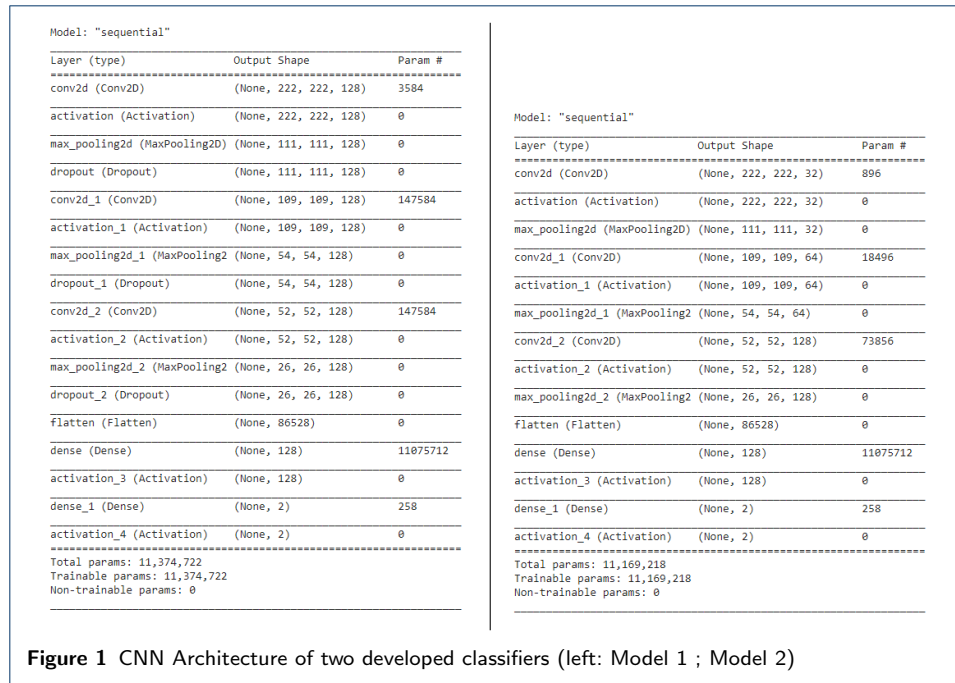 Model: "sequential"
Layer (type) Output Shape Param #
conv2d (Conv2D) (None, 222, 222, 128) 3584
activation (Activation) (None, 222, 222, 128) 0
max_pooling2d (MaxPooling2D) (None, 111, 111, 128) 0
dropout (Dropout) (None, 111, 111, 128) 0
conv2d_1 (Conv2D) (None, 109, 109, 128) 147584
activation_1 (Activation) (None, 109, 109, 128) 0
max_pooling2d_1 (MaxPooling2 (None, 54, 54, 128) 0
dropout_1 (Dropout) (None, 54, 54, 128) 0
conv2d_2 (Conv2D) (None, 52, 52, 128) 147584
activation_2 (Activation) (None, 52, 52, 128) 0
max_pooling2d_2 (MaxPooling2 (None, 26, 26, 128) 0
dropout_2 (Dropout) (None, 26, 26, 128) 0
flatten (Flatten) (None, 86528) 0
dense (Dense) (None, 128) 11075712
activation_3 (Activation) (None, 128) 0
dense_1 (Dense) (None, 2) 258
activation_4 (Activation) (None, 2) 0
Total params: 11,374,722
Trainable params: 11,374,722
Non-trainable params: 0
Model: "sequential"
Layer (type) Output Shape Param #
conv2d (Conv2D) (None, 222, 222, 32) 896
activation (Activation) (None, 222, 222, 32) 0
max_pooling2d (MaxPooling2D) (None, 111, 111, 32) 0
conv2d_1 (Conv2D) (None, 109, 109, 64) 18496
activation_1 (Activation) (None, 109, 109, 64) 0
max_pooling2d_1 (MaxPooling2 (None, 54, 54, 64) 0
conv2d_2 (Conv2D) (None, 52, 52, 128) 73856
activation_2 (Activation) (None, 52, 52, 128) 0
max_pooling2d_2 (MaxPooling2 (None, 26, 26, 128) 0
flatten (Flatten) (None, 86528) 0
dense (Dense) (None, 128) 11075712
activation_3 (Activation) (None, 128) 0
dense_1 (Dense) (None, 2) 258
activation_4 (Activation) (None, 2) 0
Total params: 11,169,218
Trainable params: 11,169,218
Non-trainable params: 0
Figure 1 CNN Architecture of two developed classifiers (left: Model 1 ; Model 2)